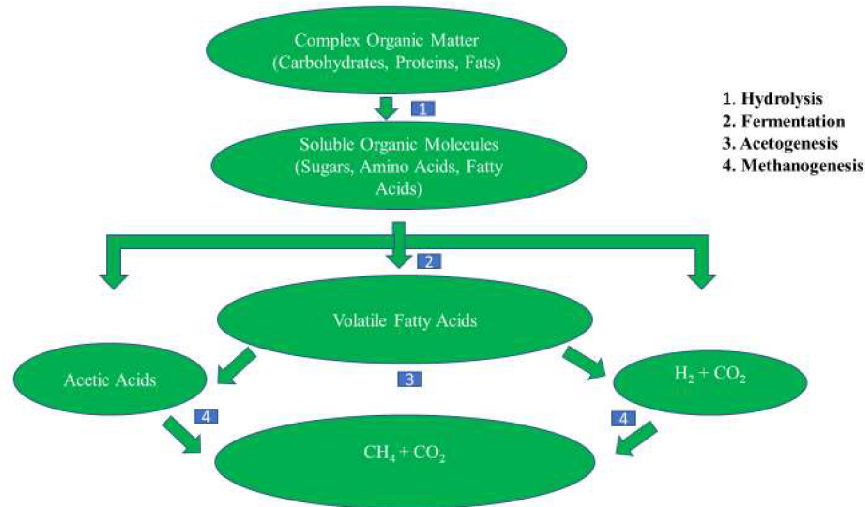 Complex Organic Matter
(Carbohydrates, Proteins, Fats)
1
1. Hydrolysis
2. Fermentation
3. Acetogenesis
4. Methanogenesis
Soluble Organic Molecules
(Sugars, Amino Acids, Fatty
Acids)
2
Volatile Fatty Acids
Acetic Acids
3
H₂ + CO₂
4
4
CH₄ + CO₂